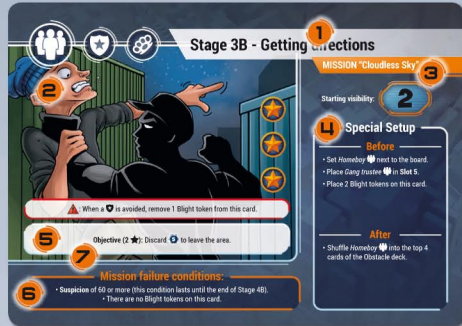 1
Stage 3B - Getting directions
MISSION "Cloudless Sky"
3
2
Starting visibility:
2
4
Special Setup
Before
• Set Homeboy next to the board.
• Place Gang trustee in Slot 5.
• Place 2 Blight tokens on this card.
: When a is avoided, remove 1 Blight token from this card.
After
• Shuffle Homeboy into the top 4
cards of the Obstacle deck.
5
Objective (2 ★): Discard to leave the area.
7
Mission failure conditions:
6
• Suspicion of 60 or more (this condition lasts until the end of Stage 4B).
• There are no Blight tokens on this card.